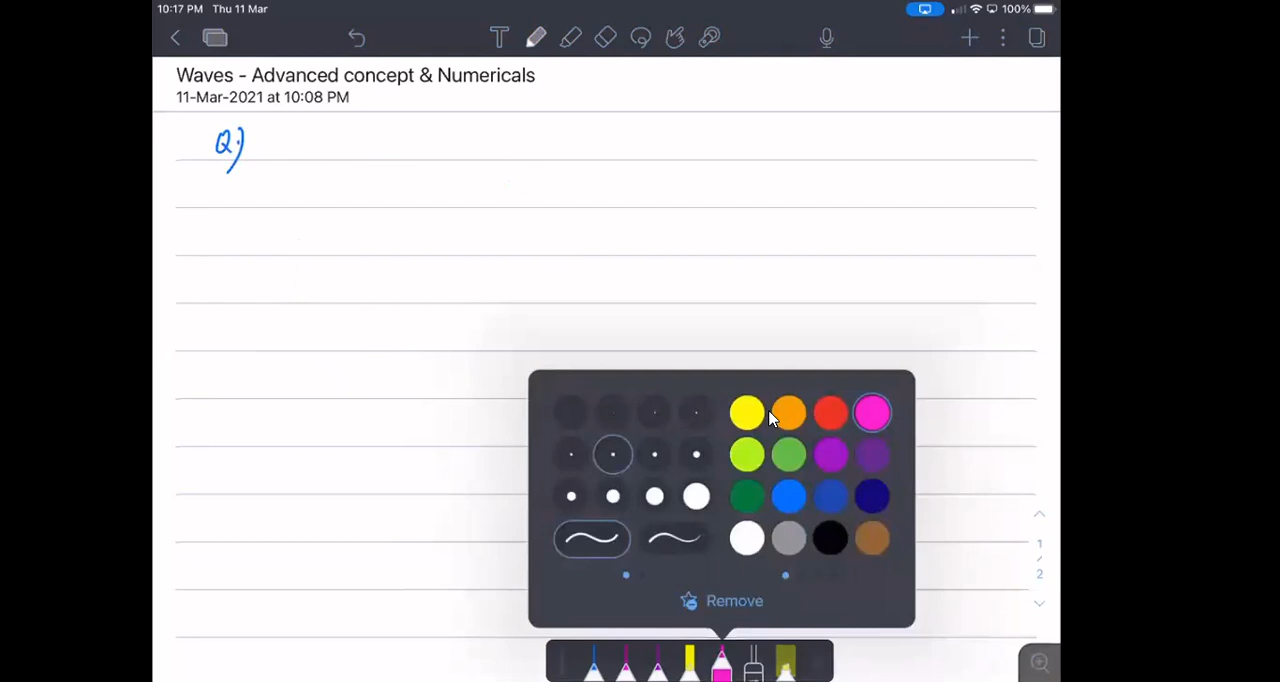 10:17 PM Thu 11 Mar
100%
T
Waves - Advanced concept & Numericals
11-Mar-2021 at 10:08 PM
Q.)
1
/
2
Remove